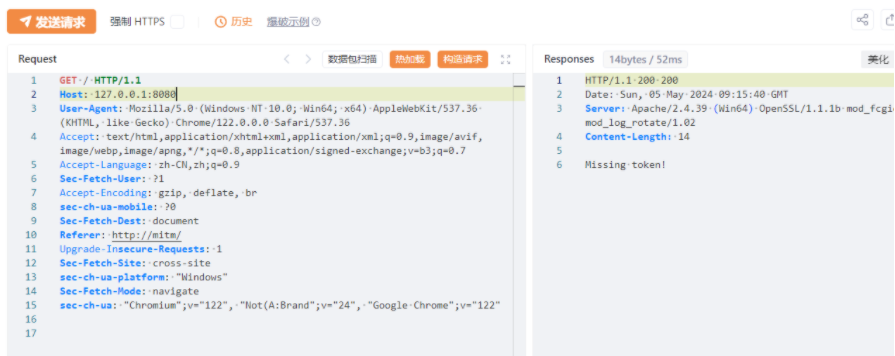 发送请求 强制 HTTPS 历史 爆破示例
Request 数据包扫描 热加载 构造请求
1 GET / HTTP/1.1
2 Host: 127.0.0.1:8080
3 User-Agent: Mozilla/5.0 (Windows NT 10.0; Win64; x64) AppleWebKit/537.36
(KHTML, like Gecko) Chrome/122.0.0.0 Safari/537.36
4 Accept: text/html,application/xhtml+xml,application/xml;q=0.9,image/avif,
image/webp,image/apng,*/*;q=0.8,application/signed-exchange;v=b3;q=0.7
5 Accept-Language: zh-CN,zh;q=0.9
6 Sec-Fetch-User: ?1
7 Accept-Encoding: gzip, deflate, br
8 sec-ch-ua-mobile: ?0
9 Sec-Fetch-Dest: document
10 Referer: http://mitm/
11 Upgrade-Insecure-Requests: 1
12 Sec-Fetch-Site: cross-site
13 sec-ch-ua-platform: "Windows"
14 Sec-Fetch-Mode: navigate
15 sec-ch-ua: "Chromium";v="122", "Not(A:Brand";v="24", "Google Chrome";v="122"
16
17
Responses 14bytes / 52ms 美化
1 HTTP/1.1 200 200
2 Date: Sun, 05 May 2024 09:15:40 GMT
3 Server: Apache/2.4.39 (Win64) OpenSSL/1.1.1b mod_fcgi
mod_log_rotate/1.02
4 Content-Length: 14
5
6 Missing token!